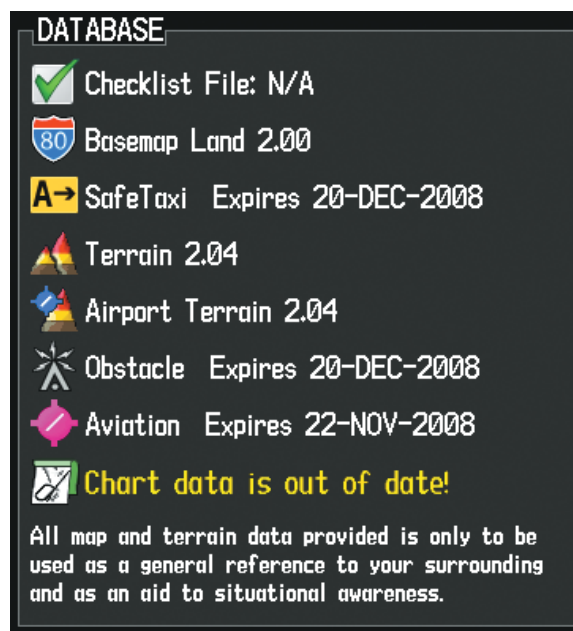 DATABASE
Checklist File: N/A
80 Basemap Land 2.00
A→ SafeTaxi Expires 20-DEC-2008
Terrain 2.04
Airport Terrain 2.04
Obstacle Expires 20-DEC-2008
Aviation Expires 22-NOV-2008
Chart data is out of date!
All map and terrain data provided is only to be
used as a general reference to your surrounding
and as an aid to situational awareness.